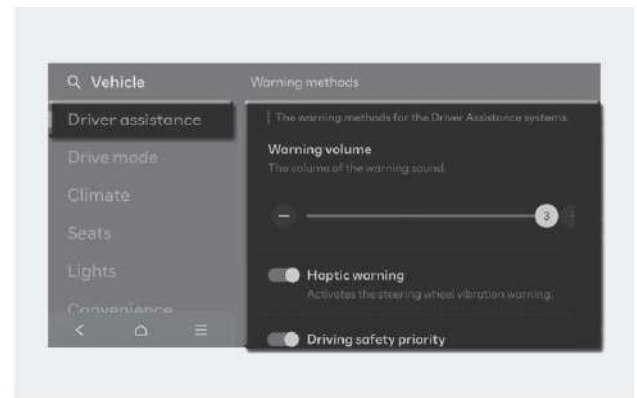 Vehicle
Warning methods
Driver assistance
The warning methods for the Driver Assistance systems.
Drive mode
Warning volume
The volume of the warning sound.
Climate
3
Seats
Lights
Haptic warning
Activates the steering wheel vibration warning.
Convenience
Driving safety priority